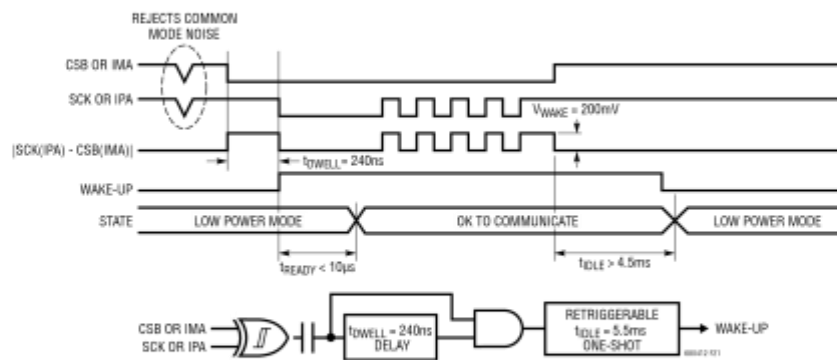 REJECTS COMMON
MODE NOISE
CSB OR IMA
SCK OR IPA
VWAKE = 200mV
|SCK(IPA) - CSB(IMA)|
tDWELL = 240ns
WAKE-UP
STATE
LOW POWER MODE
OK TO COMMUNICATE
LOW POWER MODE
tREADY < 10µs
tIDLE > 4.5ms
CSB OR IMA
SCK OR IPA
tDWELL = 240ns
DELAY
RETRIGGERABLE
tIDLE = 5.5ms
ONE-SHOT
WAKE-UP